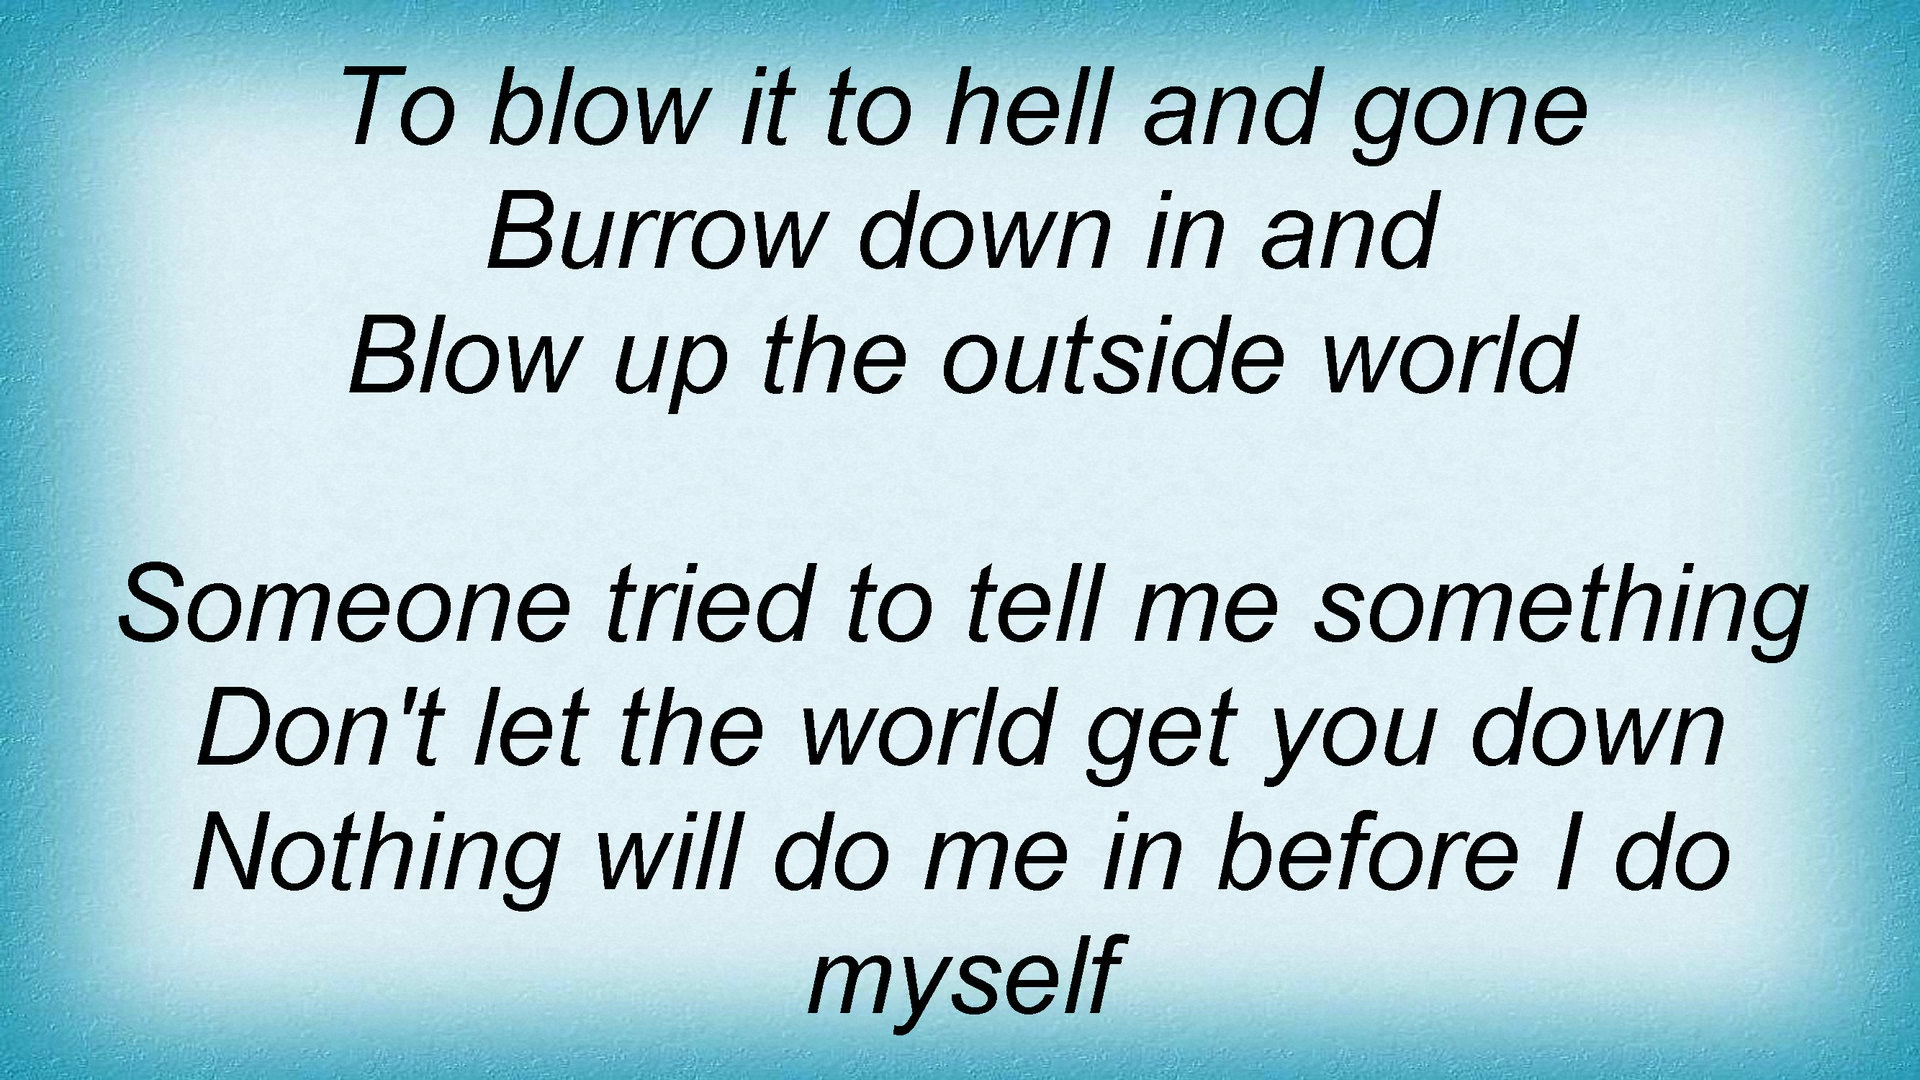 To blow it to hell and gone
Burrow down in and
Blow up the outside world
Someone tried to tell me something
Don't let the world get you down
Nothing will do me in before I do
myself